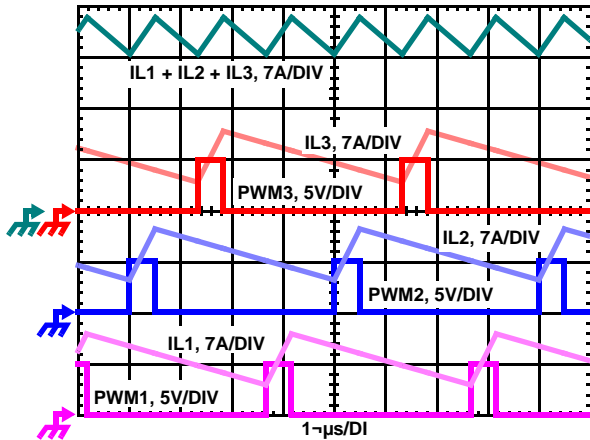 IL1 + IL2 + IL3, 7A/DIV
IL3, 7A/DIV
PWM3, 5V/DIV
IL2, 7A/DIV
PWM2, 5V/DIV
IL1, 7A/DIV
PWM1, 5V/DIV
1¬µs/DI